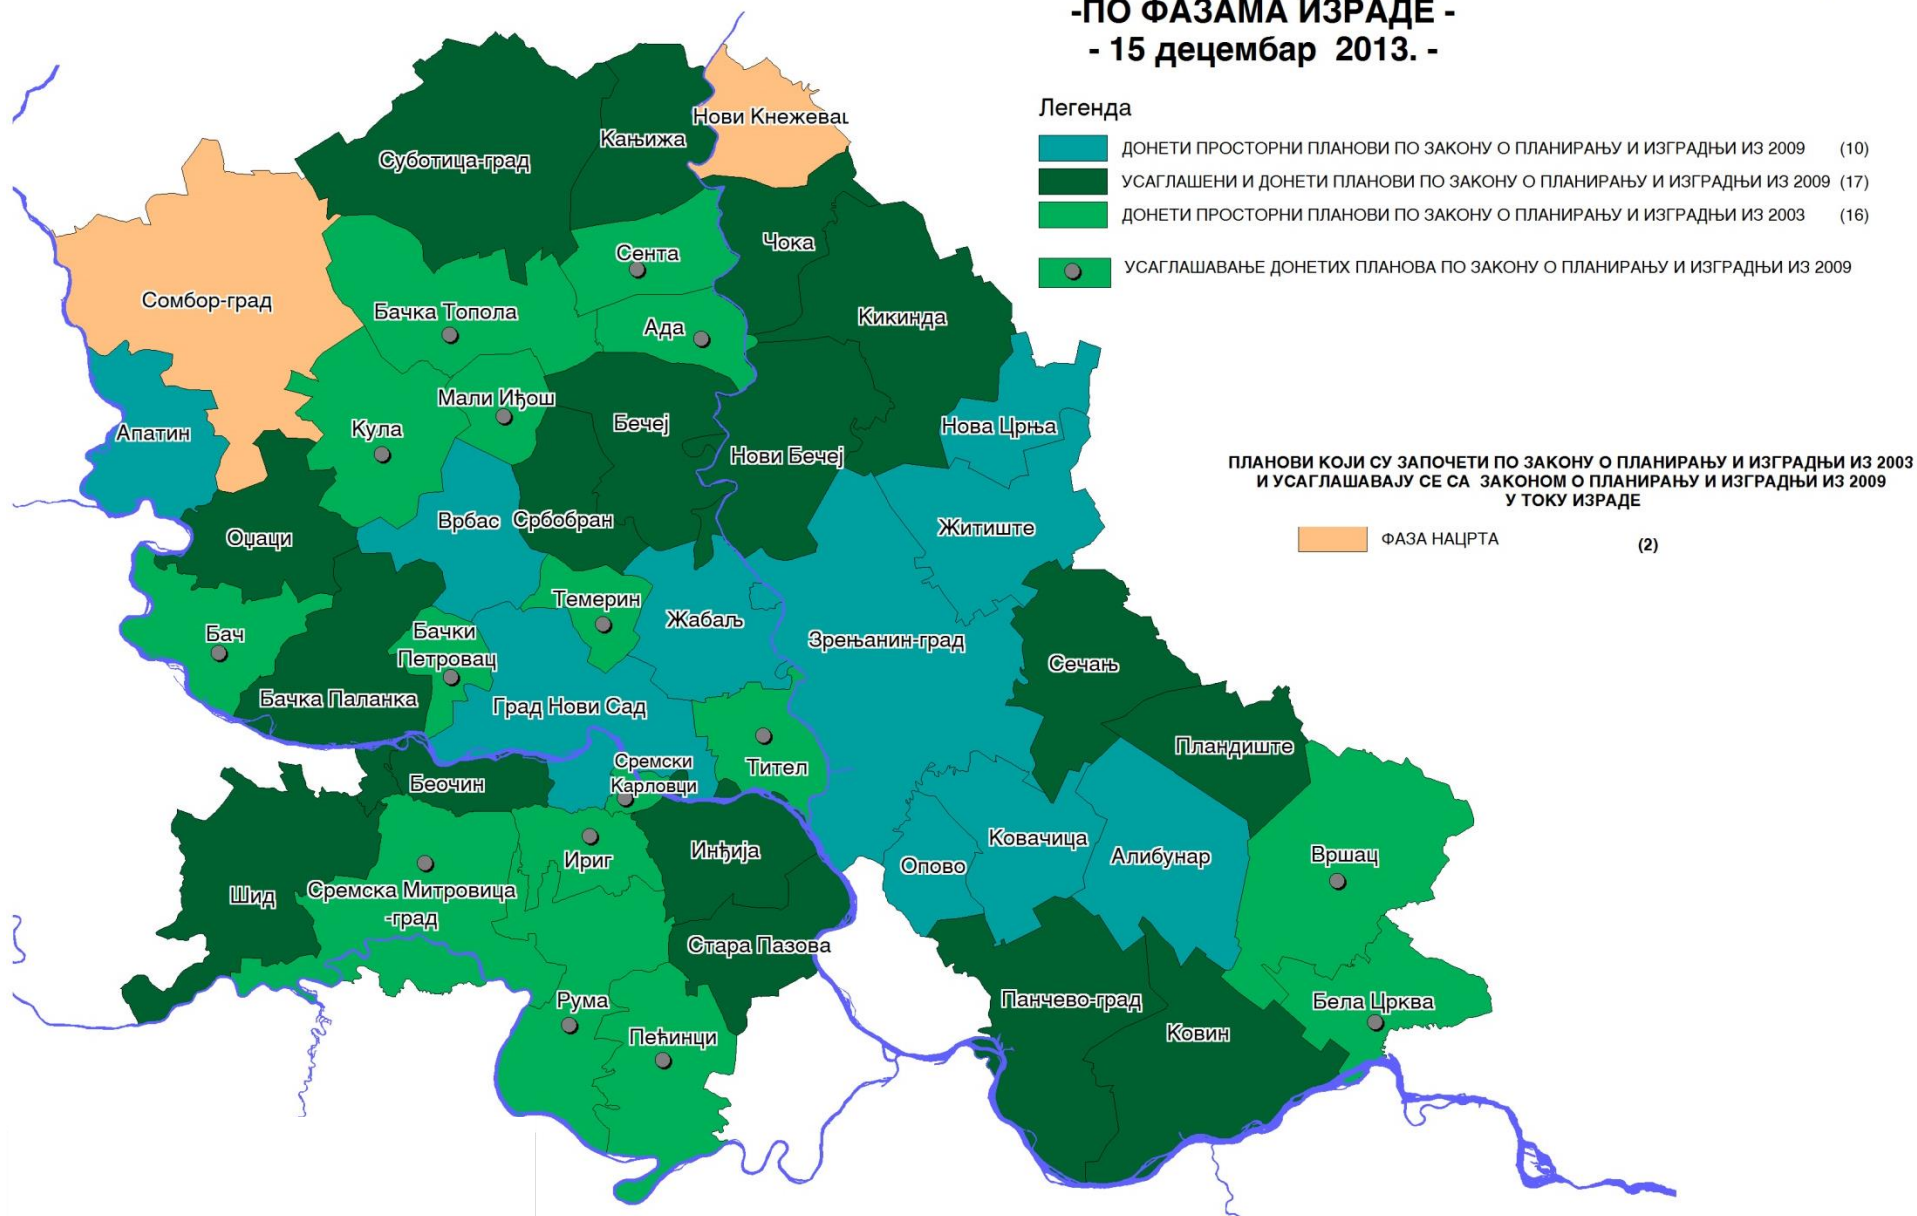 -ПО ФАЗАМА ИЗРАДЕ -
- 15 децембар 2013. -
Легенда
ДОНЕТИ ПРОСТОРНИ ПЛАНОВИ ПО ЗАКОНУ О ПЛАНИРАЊУ И ИЗГРАДЊИ ИЗ 2009 (10)
УСАГЛАШЕНИ И ДОНЕТИ ПЛАНОВИ ПО ЗАКОНУ О ПЛАНИРАЊУ И ИЗГРАДЊИ ИЗ 2009 (17)
ДОНЕТИ ПРОСТОРНИ ПЛАНОВИ ПО ЗАКОНУ О ПЛАНИРАЊУ И ИЗГРАДЊИ ИЗ 2003 (16)
УСАГЛАШАВАЊЕ ДОНЕТИХ ПЛАНОВА ПО ЗАКОНУ О ПЛАНИРАЊУ И ИЗГРАДЊИ ИЗ 2009
ПЛАНОВИ КОЈИ СУ ЗАПОЧЕТИ ПО ЗАКОНУ О ПЛАНИРАЊУ И ИЗГРАДЊИ ИЗ 2003
И УСАГЛАШАВАЈУ СЕ СА ЗАКОНОМ О ПЛАНИРАЊУ И ИЗГРАДЊИ ИЗ 2009
У ТОКУ ИЗРАДЕ
ФАЗА НАЦРТА (2)
Нови Кнежевац
Кањижа
Суботица-град
Чока
Сента
Сомбор-град
Бачка Топола
Ада
Кикинда
Мали Иђош
Бечеј
Нова Црња
Апатин
Кула
Нови Бечеј
Врбас
Србобран
Житиште
Оџаци
Темерин
Жабаљ
Бач
Бачки
Петровац
Зрењанин-град
Сечањ
Бачка Паланка
Град Нови Сад
Пландиште
Сремски
Карловци
Тител
Беочин
Ковачица
Инђија
Ириг
Опово
Алибунар
Вршац
Шид
Сремска Митровица
-град
Стара Пазова
Рума
Панчево-град
Бела Црква
Пећинци
Ковин